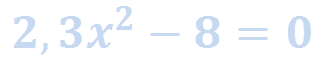 2,3x² − 8 = 0